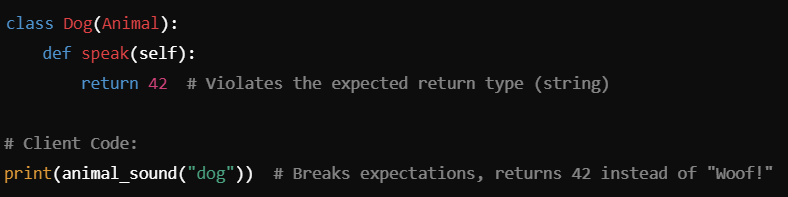 class Dog(Animal):
    def speak(self):
        return 42  # Violates the expected return type (string)

# Client Code:
print(animal_sound("dog"))  # Breaks expectations, returns 42 instead of "Woof!"